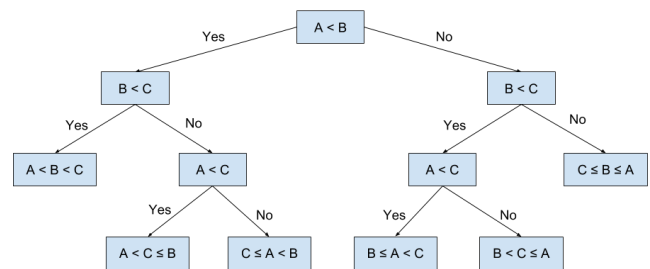 A < B
Yes
No
B < C
B < C
Yes
No
Yes
No
A < B < C
A < C
A < C
C ≤ B ≤ A
Yes
No
Yes
No
A < C ≤ B
C ≤ A < B
B ≤ A < C
B < C ≤ A